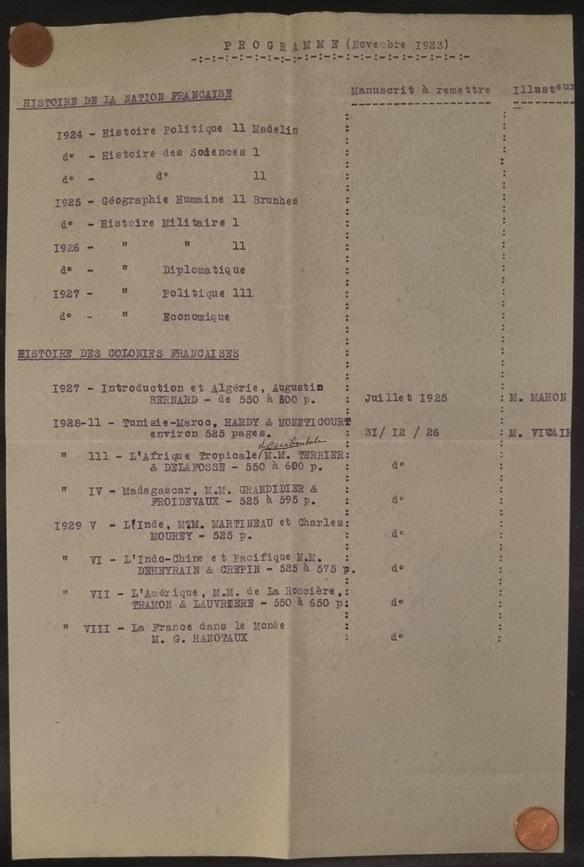 PROGRAMME (Novembre 1923)
Manuscrit à remettre Illusteux
HISTOIRE DE LA NATION FRANCAISE
1924 - Histoire Politique 11 Madelin
d° - Histoire des Sciences 1
d° - d° 11
1925 - Géographie Humaine 11 Brunhes
d° - Histoire Militaire 1
1926 - " " 11
d° - " Diplomatique
1927 - " Politique 111
d° - " Economique
HISTOIRE DES COLONIES FRANCAISES
1927 - Introduction et Algérie, Augustin
BERNARD - de 550 à 600 p. Juillet 1925 M. MAHON
1928-11 - Tunisie-Maroc, HARDY & MONETICOURT
environ 525 pages. 31/ 12 / 26 M.
occidentale
" 111 - L'Afrique Tropicale/M.M. TERRIER
& DELAFOSSE - 550 à 600 p. d°
" IV - Madagascar, M.M. GRANDIDIER &
FROIDEVAUX - 525 à 595 p. d°
1929 V - L'Inde, M.M. MARTINEAU et Charles
MOUREY - 525 p. d°
" VI - L'Indo-Chine et Pacifique M.M.
DEHEYRAIN & CREPIN - 525 à 575 p. d°
" VII - L'Amérique, M.M. de La Roncière,
TRAMON & LAUVRIERE - 550 à 650 p. d°
" VIII - La France dans le Monde
M. G. HANOTAUX d°